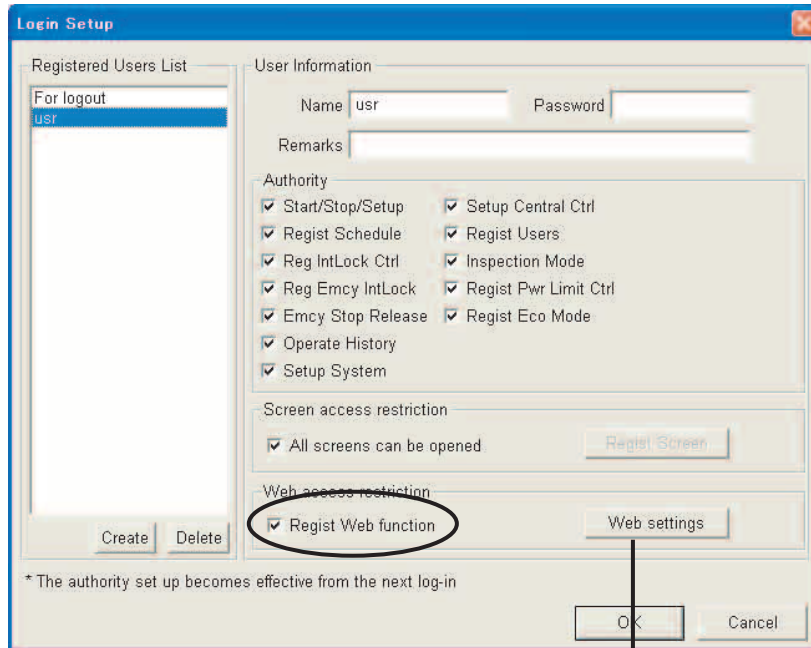 Login Setup
Registered Users List
For logout
usr
Create Delete
User Information
Name usr Password
Remarks
Authority
Start/Stop/Setup Setup Central Ctrl
Regist Schedule Regist Users
Reg IntLock Ctrl Inspection Mode
Reg Emcy IntLock Regist Pwr Limit Ctrl
Emcy Stop Release Regist Eco Mode
Operate History
Setup System
Screen access restriction
All screens can be opened Regist Screen
Web access restriction
Regist Web function Web settings
* The authority set up becomes effective from the next log-in
OK Cancel